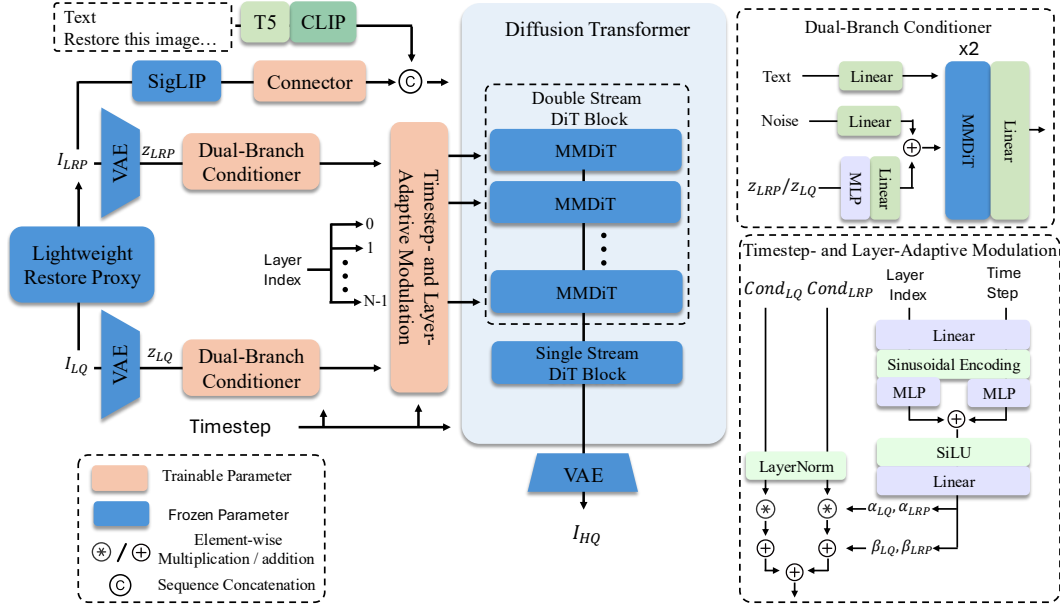 Text
Restore this image…
T5
CLIP
SigLIP
Connector
C
I_LRP
VAE
z_LRP
Dual-Branch
Conditioner
Lightweight
Restore Proxy
Layer
Index
0
1
N-1
Timestep- and Layer-
Adaptive Modulation
I_LQ
VAE
z_LQ
Dual-Branch
Conditioner
Timestep
Diffusion Transformer
Double Stream
DiT Block
MMDiT
MMDiT
MMDiT
Single Stream
DiT Block
VAE
I_HQ
Trainable Parameter
Frozen Parameter
/
Element-wise
Multiplication / addition
C
Sequence Concatenation
Dual-Branch Conditioner
x2
Text
Linear
Noise
Linear
z_LRP/z_LQ
MLP
Linear
MMDiT
Linear
Timestep- and Layer-Adaptive Modulation
Cond_LQ Cond_LRP
Layer
Index
Time
Step
Linear
Sinusoidal Encoding
MLP
MLP
SiLU
Linear
LayerNorm
α_LQ, α_LRP
β_LQ, β_LRP